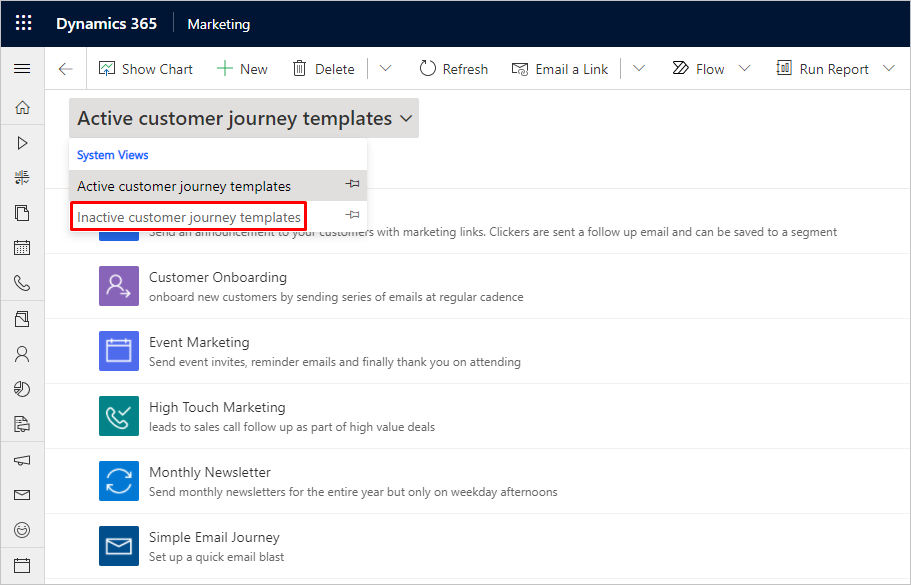 Dynamics 365 Marketing
Show Chart New Delete Refresh Email a Link Flow Run Report
Active customer journey templates
System Views
Active customer journey templates
Inactive customer journey templates
Send an announcement to your customers with marketing links. Clickers are sent a follow up email and can be saved to a segment
Customer Onboarding
onboard new customers by sending series of emails at regular cadence
Event Marketing
Send event invites, reminder emails and finally thank you on attending
High Touch Marketing
leads to sales call follow up as part of high value deals
Monthly Newsletter
Send monthly newsletters for the entire year but only on weekday afternoons
Simple Email Journey
Set up a quick email blast